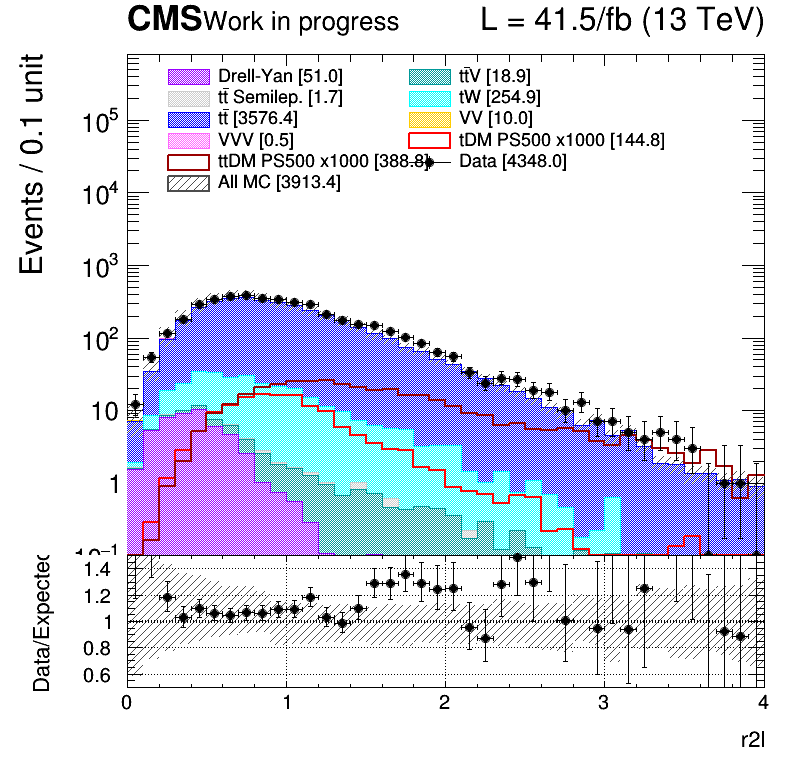 CMS Work in progress L = 41.5/fb (13 TeV)
Events / 0.1 unit
Drell-Yan [51.0] tt̄V [18.9]
tt̄ Semilep. [1.7] tW [254.9]
tt̄ [3576.4] VV [10.0]
VVV [0.5] tDM PS500 x1000 [144.8]
ttDM PS500 x1000 [388.8] Data [4348.0]
All MC [3913.4]
10⁵
10⁴
10³
10²
10
1
10⁻¹
Data/Expected
1.4
1.2
1
0.8
0.6
0 1 2 3 4
r2l